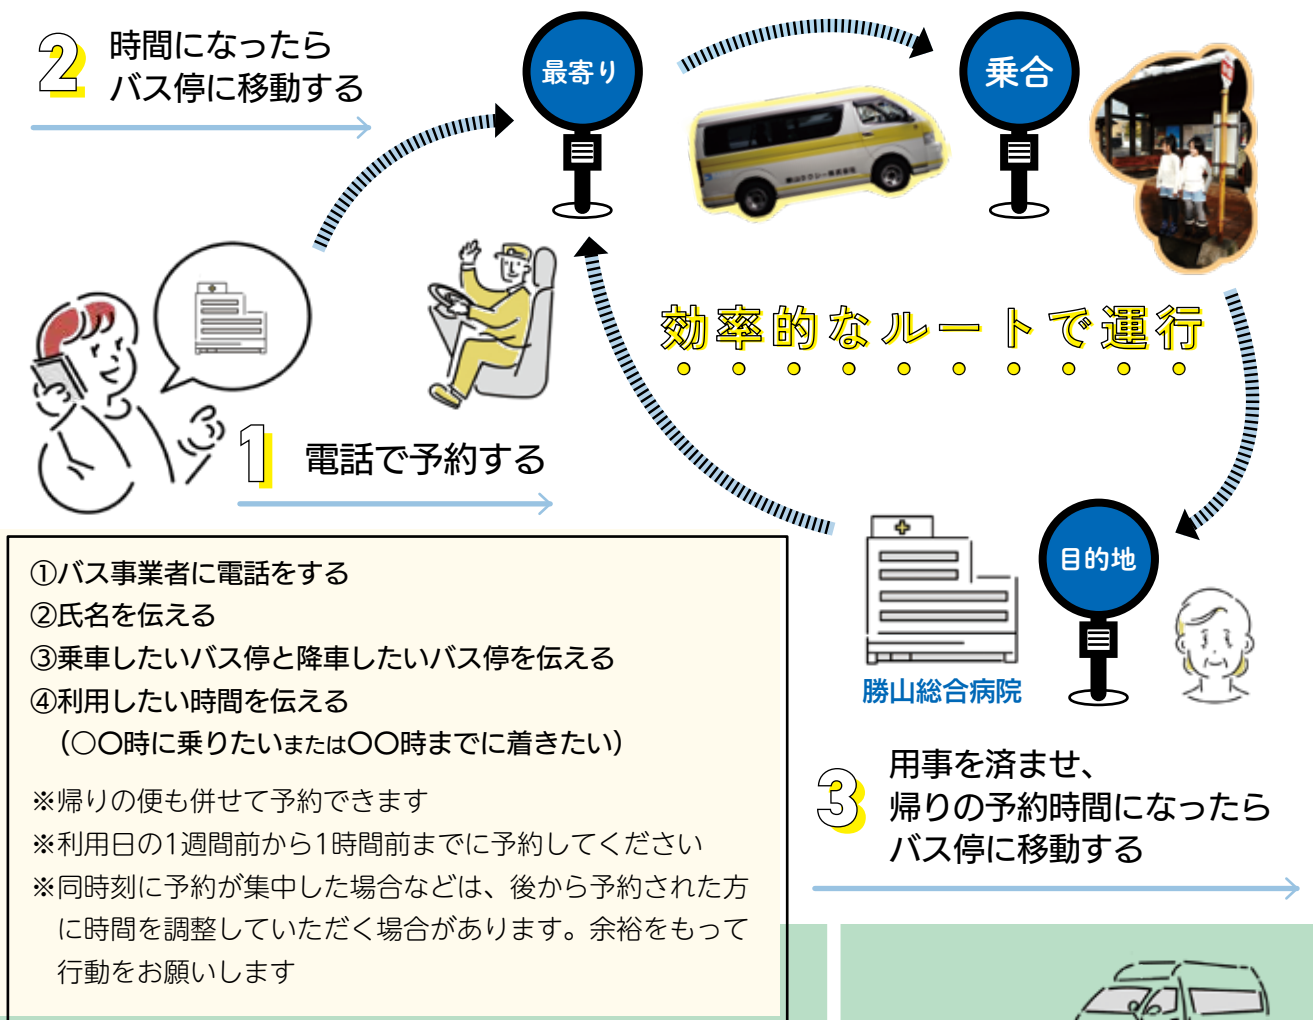 2 時間になったら
バス停に移動する
最寄り
乗合
勝山タクシー株式会社
効率的なルートで運行
1 電話で予約する
①バス事業者に電話をする
②氏名を伝える
③乗車したいバス停と降車したいバス停を伝える
④利用したい時間を伝える
（○○時に乗りたいまたは○○時までに着きたい）
※帰りの便も併せて予約できます
※利用日の1週間前から1時間前までに予約してください
※同時刻に予約が集中した場合などは、後から予約された方
に時間を調整していただく場合があります。余裕をもって
行動をお願いします
目的地
勝山総合病院
3 用事を済ませ、
帰りの予約時間になったら
バス停に移動する